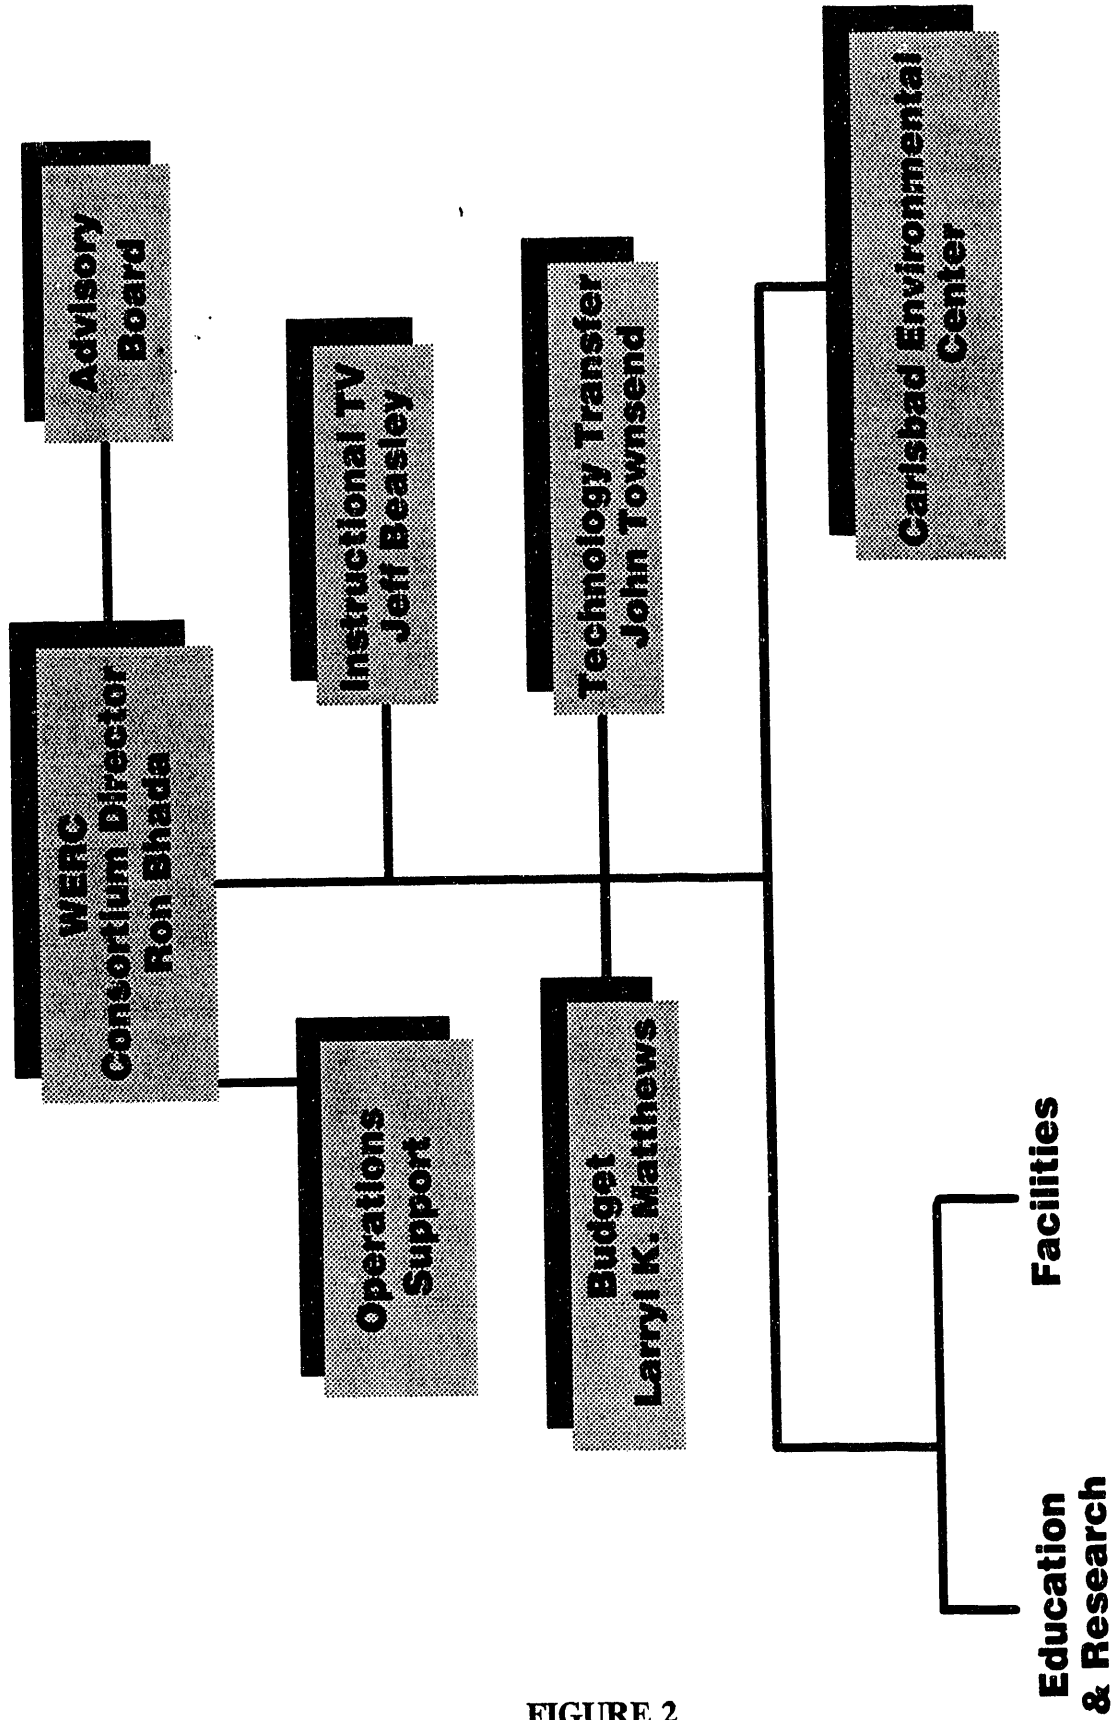 WERC
Consortium Director
Ron Bhada
Advisory
Board
Operations
Support
Instructional TV
Jeff Beasley
Budget
Larryl K. Matthews
Technology Transfer
John Townsend
Education
& Research
Facilities
Carlsbad Environmental
Center
FIGURE 2